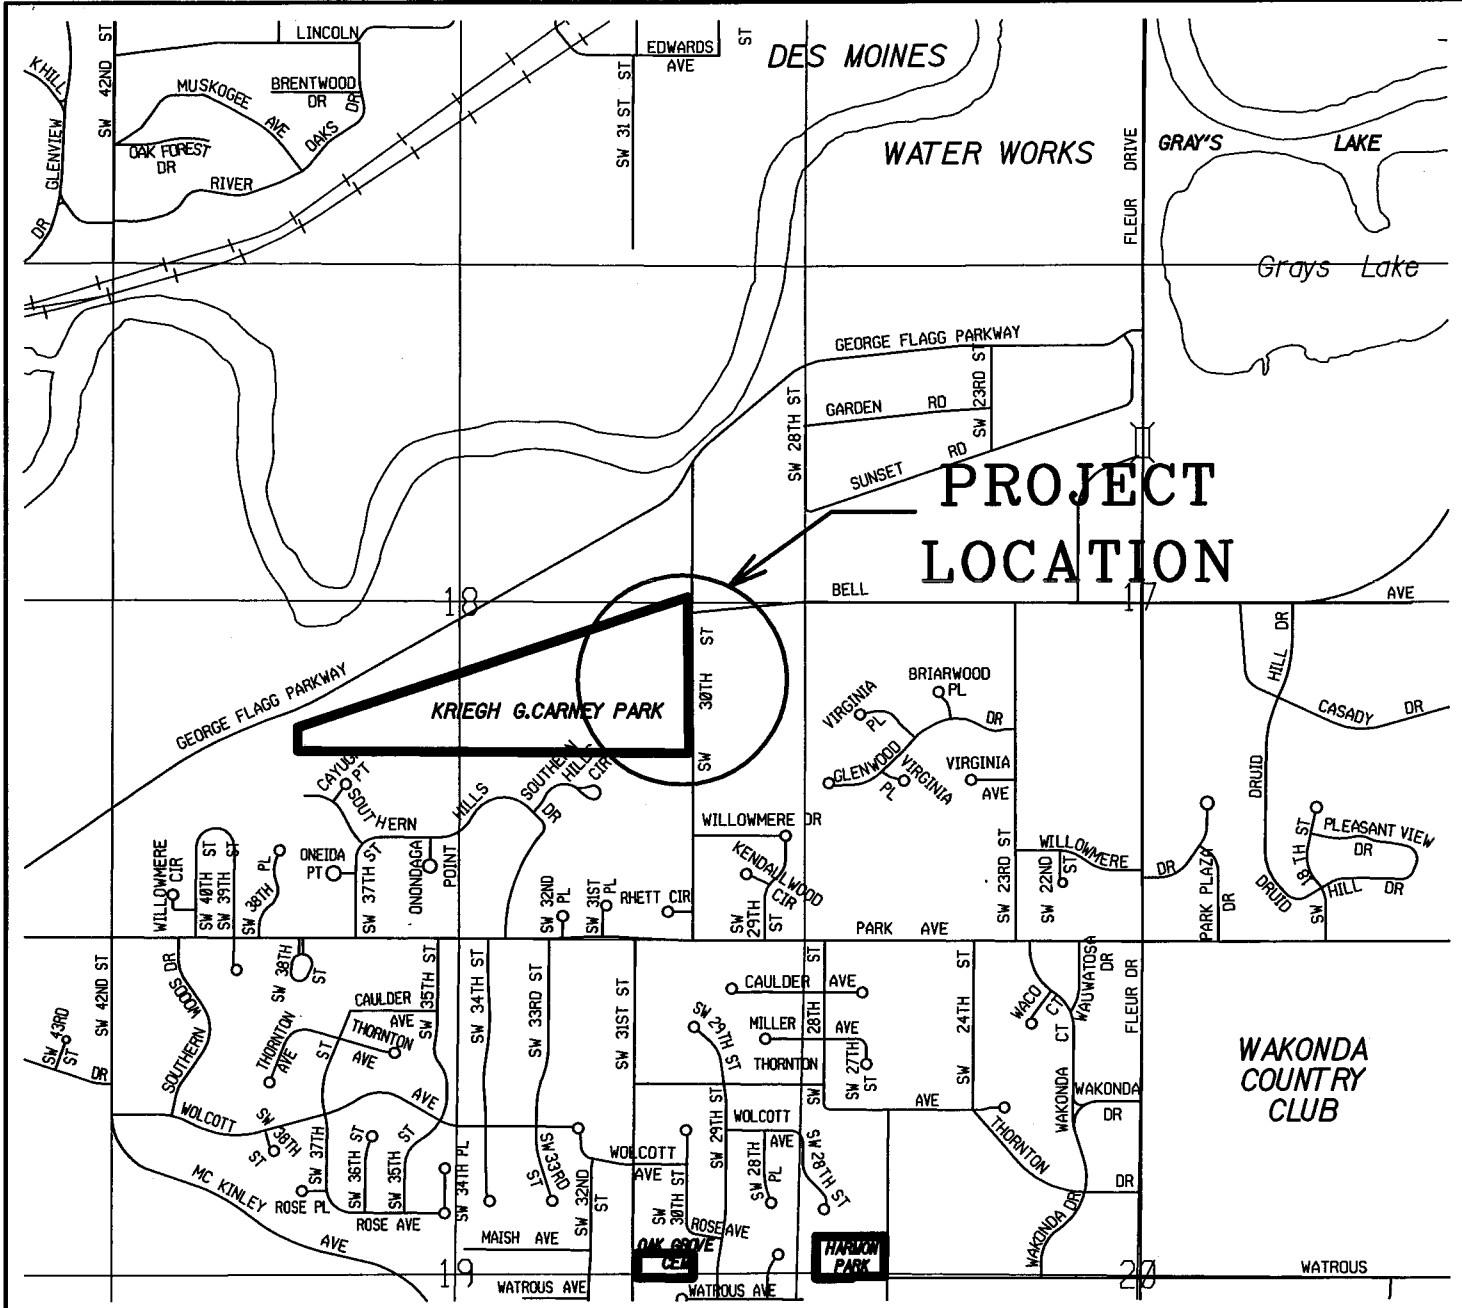 LINCOLN
SW 42ND ST
KHILL
GLENVIEW
DR
MUSKOGEE
AVE
BRENTWOOD
DR
OAKS
DR
OAK FOREST
DR
RIVER
EDWARDS
AVE
ST
SW 31 ST ST
DES MOINES
WATER WORKS
FLEUR DRIVE
GRAY'S LAKE
Grays Lake
GEORGE FLAGG PARKWAY
SW 28TH ST
GARDEN RD
SW 23RD ST
SUNSET RD
PROJECT
LOCATION
18
BELL
17
AVE
GEORGE FLAGG PARKWAY
KRIEGH G.CARNEY PARK
SW 30TH ST
VIRGINIA
PL
BRIARWOOD
PL
DR
GLENWOOD
VIRGINIA
PL
VIRGINIA
AVE
HILL DR
CASADY DR
DRUID
CAYUGA
PT
SOUTHERN
HILLS
DR
SOUTHERN
HILLS
CIR
WILLOWMERE DR
KENDALLWOOD
CIR
SW 23RD ST
WILLOWMERE
DR
SW 22ND
ST
PARK PLAZA
DR
18TH ST
SW
PLEASANT VIEW
DR
DRUID
HILL DR
WILLOWMERE
CIR
SW 40TH ST
SW 39TH ST
SW 38TH PL
ONEIDA
PT
SW 37TH ST
ONONDAGA
POINT
SW 32ND
PL
SW 31ST
PL
RHETT CIR
SW
29TH
ST
PARK AVE
SW 42ND ST
SW 43RD
ST
DR
SOUTHERN
WOODS
DR
SW 38TH
ST
THORNTON
AVE
CAULDER
AVE
THORNTON
AVE
SW 35TH ST
SW 34TH ST
SW 33RD ST
SW 31ST ST
CAULDER AVE
SW 29TH ST
MILLER AVE
THORNTON
SW 28TH ST
SW 27TH
ST
SW 24TH ST
AVE
WACO
CT
WAUWATOSA
DR
WAKONDA CT
WAKONDA
DR
FLEUR DR
WAKONDA
COUNTRY
CLUB
WOLCOTT
AVE
SW 38TH
ST
SW 37TH
ST
SW 36TH ST
SW 35TH ST
SW 34TH PL
SW 33RD
ST
SW 32ND
ST
WOLCOTT
AVE
SW
30TH ST
SW 29TH ST
WOLCOTT
AVE
SW 28TH
PL
SW 28TH ST
THORNTON
DR
WAKONDA DR
MC KINLEY
AVE
ROSE PL
ROSE AVE
MAISH AVE
ROSE AVE
OAK GROVE
CEM
HARMON
PARK
19
WATROUS AVE
WATROUS AVE
20
WATROUS